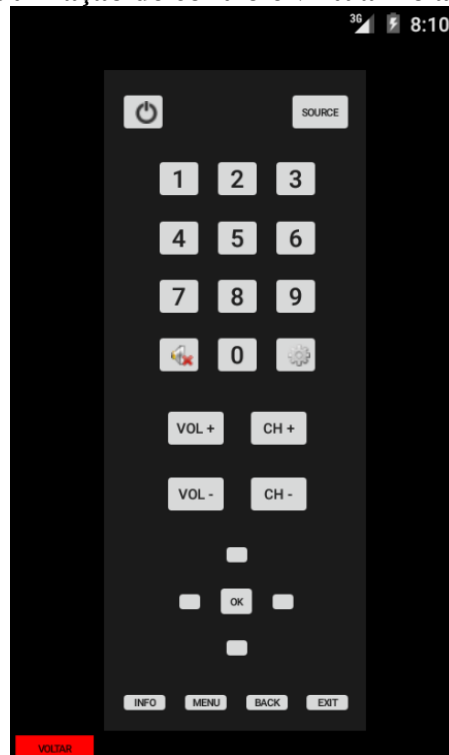 3G 8:10
SOURCE
1 2 3
4 5 6
7 8 9
0
VOL + CH +
VOL - CH -
OK
INFO MENU BACK EXIT
VOLTAR